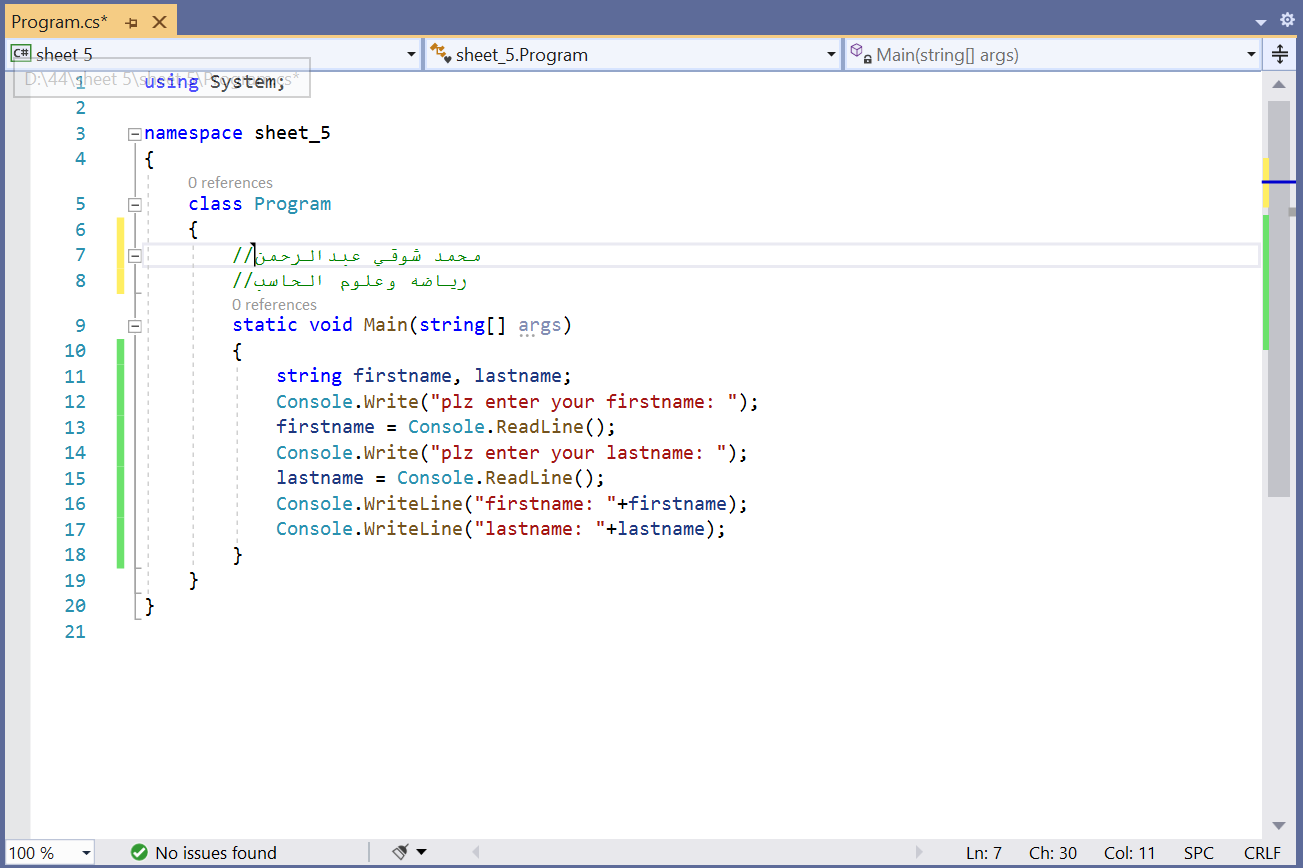 Program.cs*
C# sheet 5 sheet_5.Program Main(string[] args)
D:\44\sheet 5\sheet 5\Program.cs*
1 using System;
2
3 namespace sheet_5
4 {
0 references
5 class Program
6 {
7 //محمد شوقي عبدالرحمن
8 //رياضه وعلوم الحاسب
0 references
9 static void Main(string[] args)
10 {
11 string firstname, lastname;
12 Console.Write("plz enter your firstname: ");
13 firstname = Console.ReadLine();
14 Console.Write("plz enter your lastname: ");
15 lastname = Console.ReadLine();
16 Console.WriteLine("firstname: "+firstname);
17 Console.WriteLine("lastname: "+lastname);
18 }
19 }
20 }
21
100 % No issues found Ln: 7 Ch: 30 Col: 11 SPC CRLF